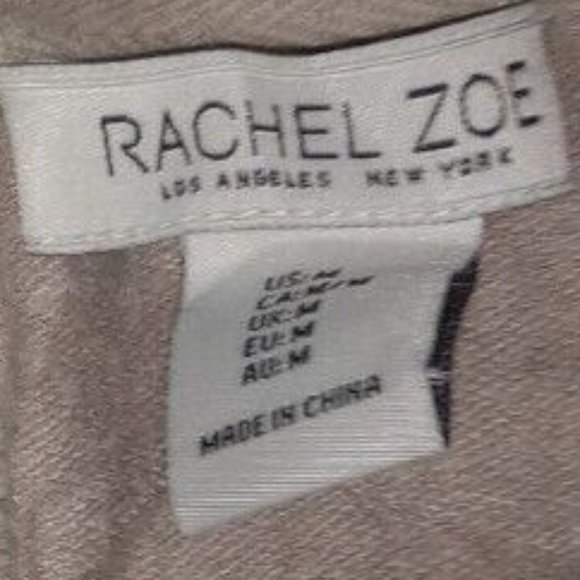 RACHEL ZOE
LOS ANGELES NEW YORK
US: M
CA: M/M
UK: M
EU: M
AU: M
MADE IN CHINA